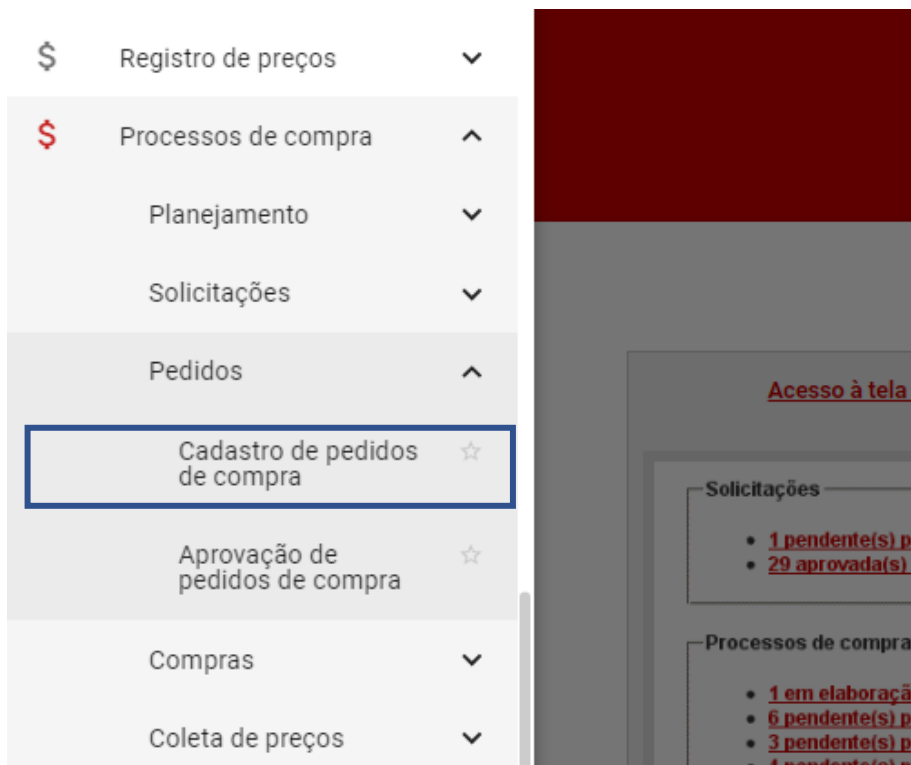 $ Registro de preços
$ Processos de compra
Planejamento
Solicitações
Pedidos
Cadastro de pedidos
de compra
Aprovação de
pedidos de compra
Compras
Coleta de preços
Acesso à tela
Solicitações
1 pendente(s)
29 aprovada(s)
Processos de compra
1 em
6 pendente(s)
3 pendente(s)